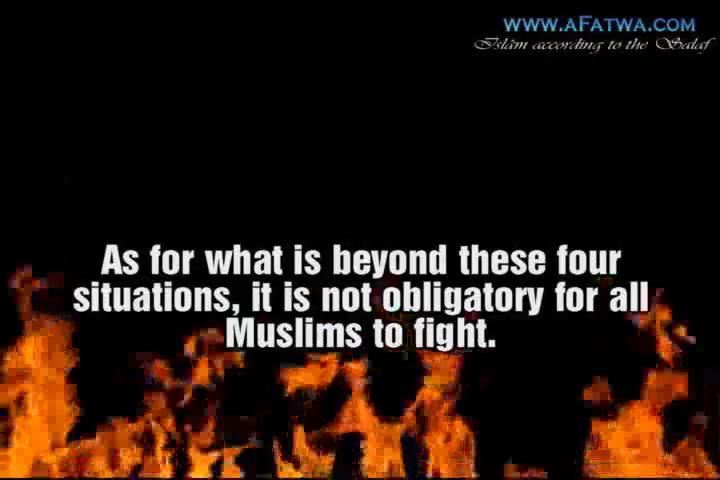 www.aFatwa.com
Islâm according to the Salaf
As for what is beyond these four
situations, it is not obligatory for all
Muslims to fight.